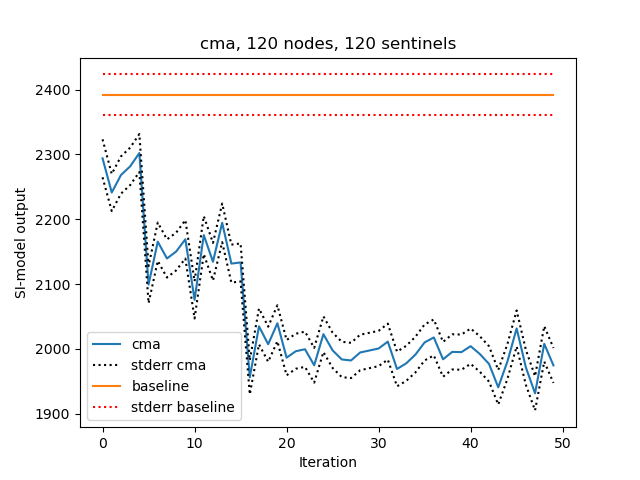 cma, 120 nodes, 120 sentinels
SI-model output
2400
2300
2200
2100
2000
1900
cma
stderr cma
baseline
stderr baseline
0 10 20 30 40 50
Iteration